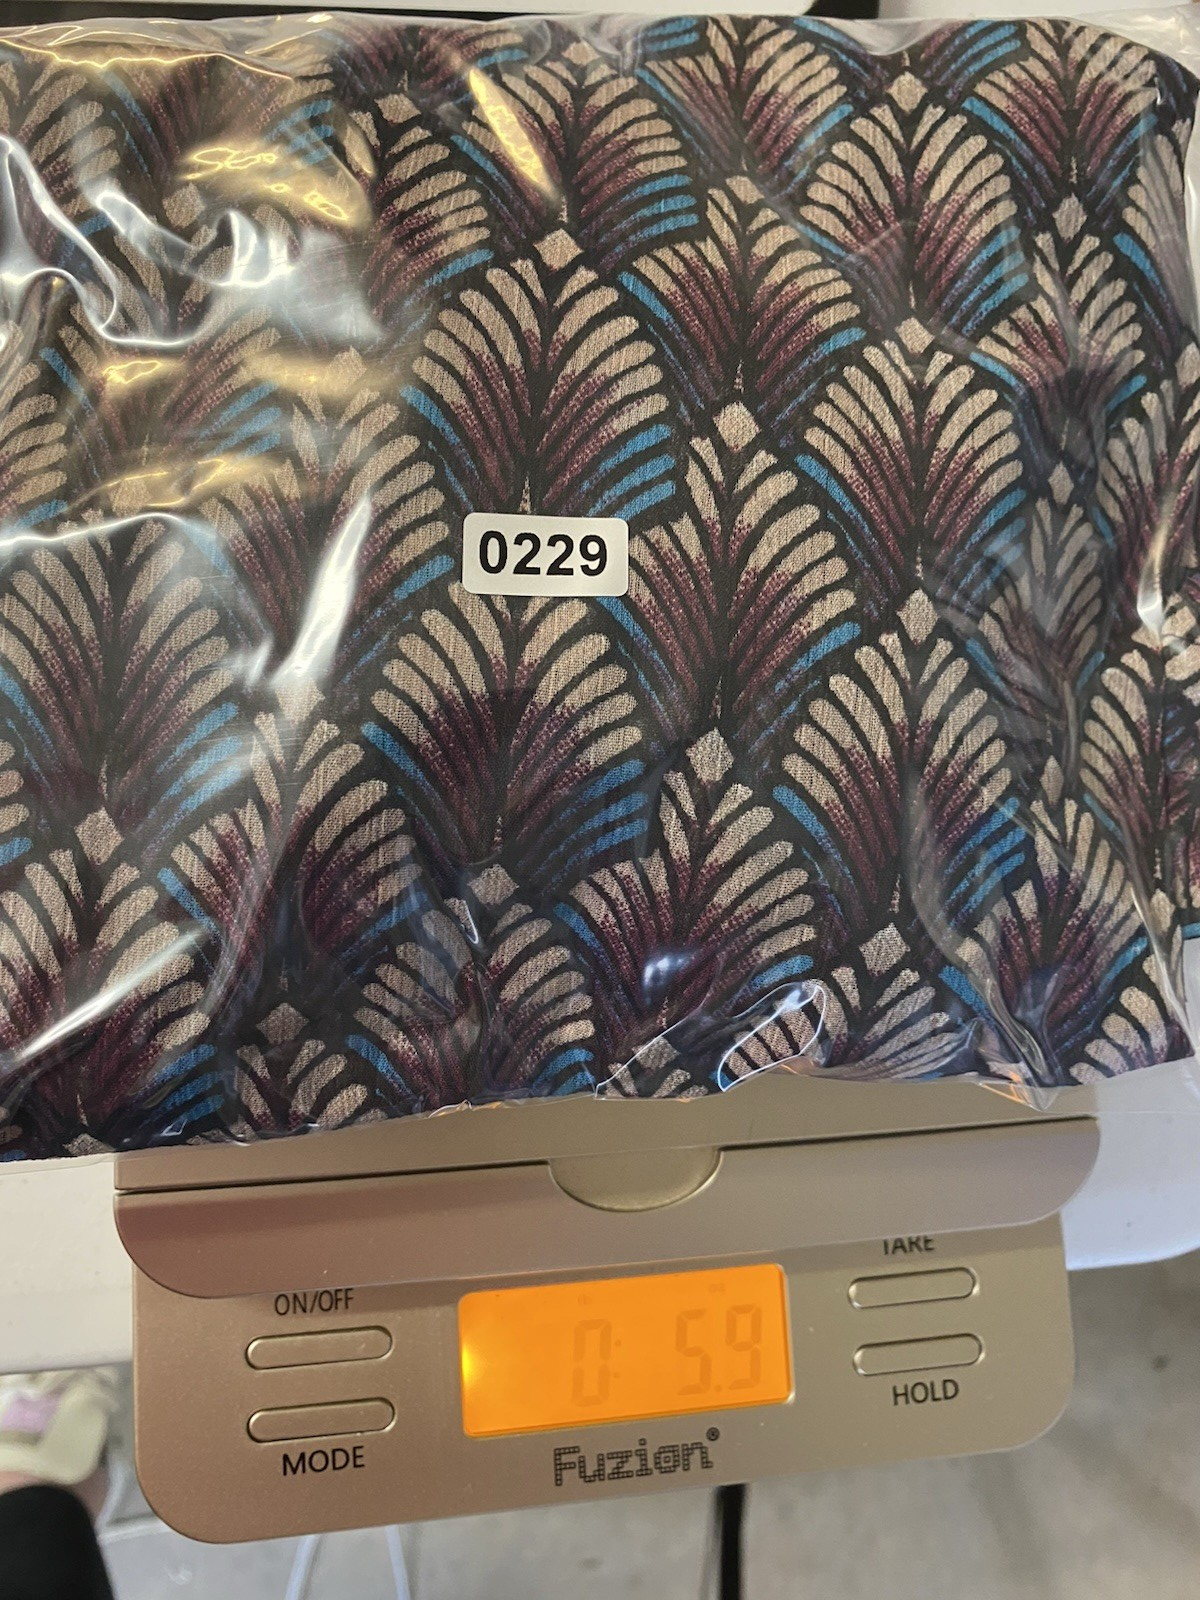 0229
TARE
ON/OFF
0: 5.9
HOLD
MODE
Fuzion®